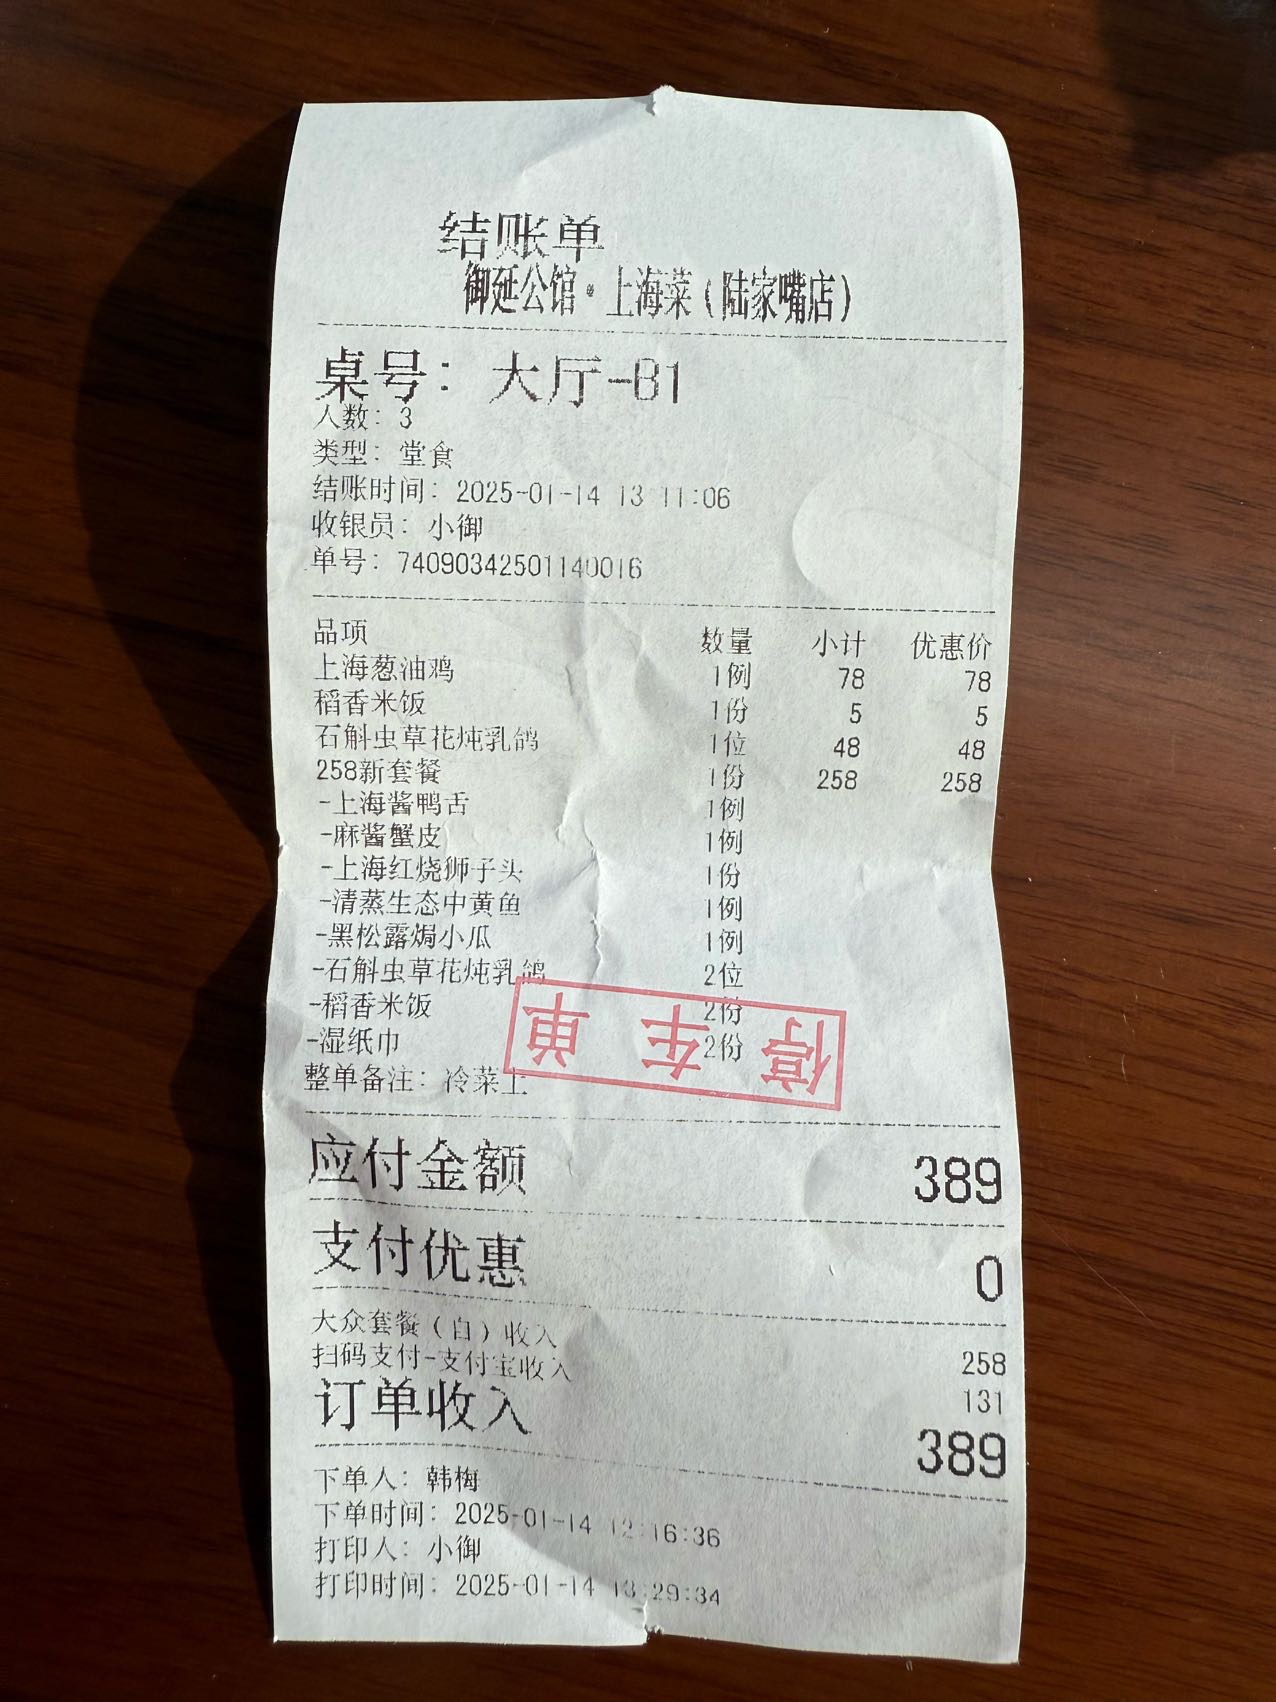 结账单
御延公馆·上海菜(陆家嘴店)
桌号: 大厅-B1
人数: 3
类型: 堂食
结账时间: 2025-01-14 13:11:06
收银员: 小御
单号: 74090342501140016
品项 数量 小计 优惠价
上海葱油鸡 1例 78 78
稻香米饭 1份 5 5
石斛虫草花炖乳鸽 1位 48 48
258新套餐 1份 258 258
-上海酱鸭舌 1例
-麻酱蟹皮 1例
-上海红烧狮子头 1份
-清蒸生态中黄鱼 1例
-黑松露焗小瓜 1例
-石斛虫草花炖乳鸽 2位
-稻香米饭 2份
-湿纸巾 2份
停车单
整单备注: 冷菜上
应付金额 389
支付优惠 0
大众套餐(自)收入 258
扫码支付-支付宝收入 131
订单收入 389
下单人: 韩梅
下单时间: 2025-01-14 12:16:36
打印人: 小御
打印时间: 2025-01-14 13:29:34